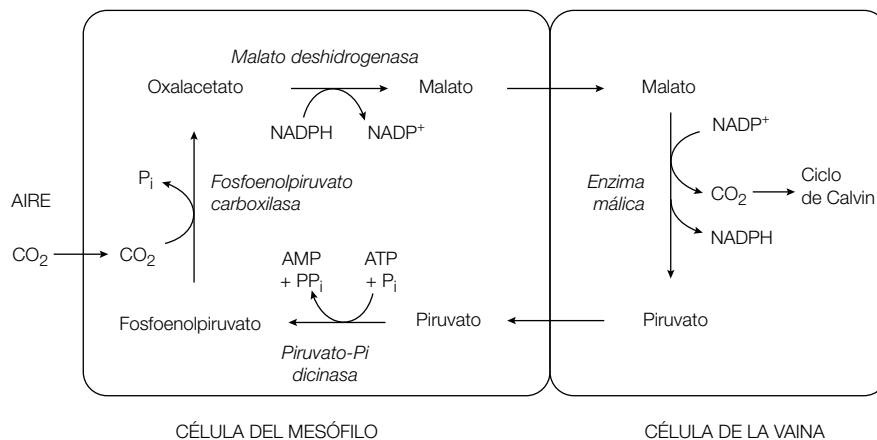 Malato deshidrogenasa
Oxalacetato
Malato
Malato
NADPH
NADP+
NADP+
Pi
Fosfoenolpiruvato
carboxilasa
Enzima
málica
CO2
Ciclo
de Calvin
AIRE
CO2
CO2
NADPH
AMP
+ PPi
ATP
+ Pi
Fosfoenolpiruvato
Piruvato
Piruvato
Piruvato-Pi
dicinasa
CÉLULA DEL MESÓFILO
CÉLULA DE LA VAINA